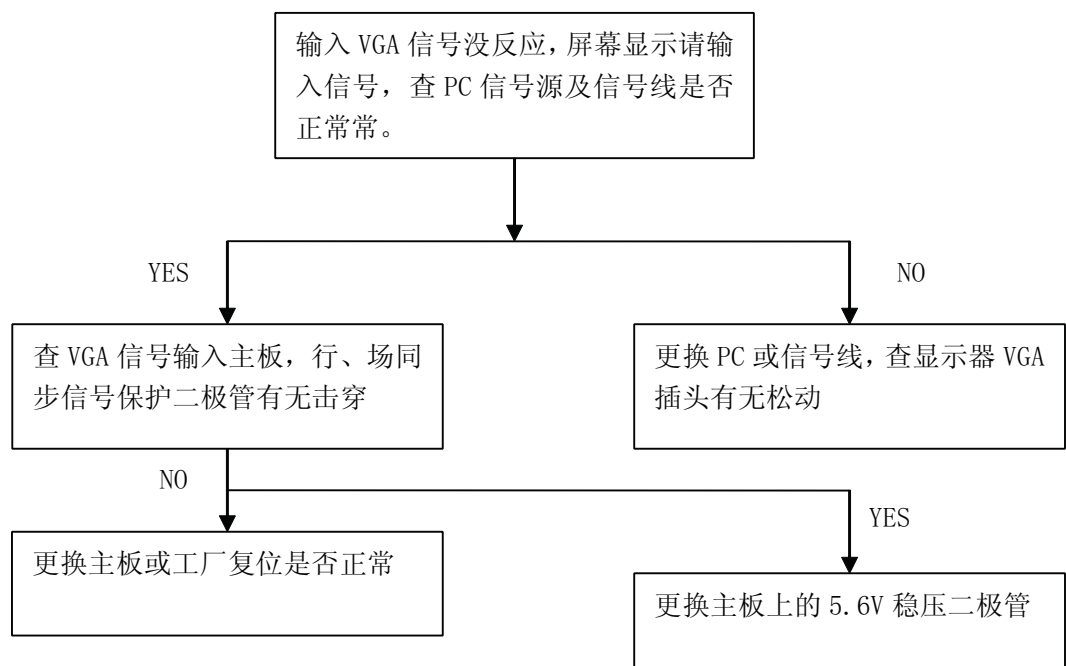 输入 VGA 信号没反应，屏幕显示请输
入信号，查 PC 信号源及信号线是否
正常常。
YES
NO
查 VGA 信号输入主板，行、场同
步信号保护二极管有无击穿
更换 PC 或信号线，查显示器 VGA
插头有无松动
NO
YES
更换主板或工厂复位是否正常
更换主板上的 5.6V 稳压二极管